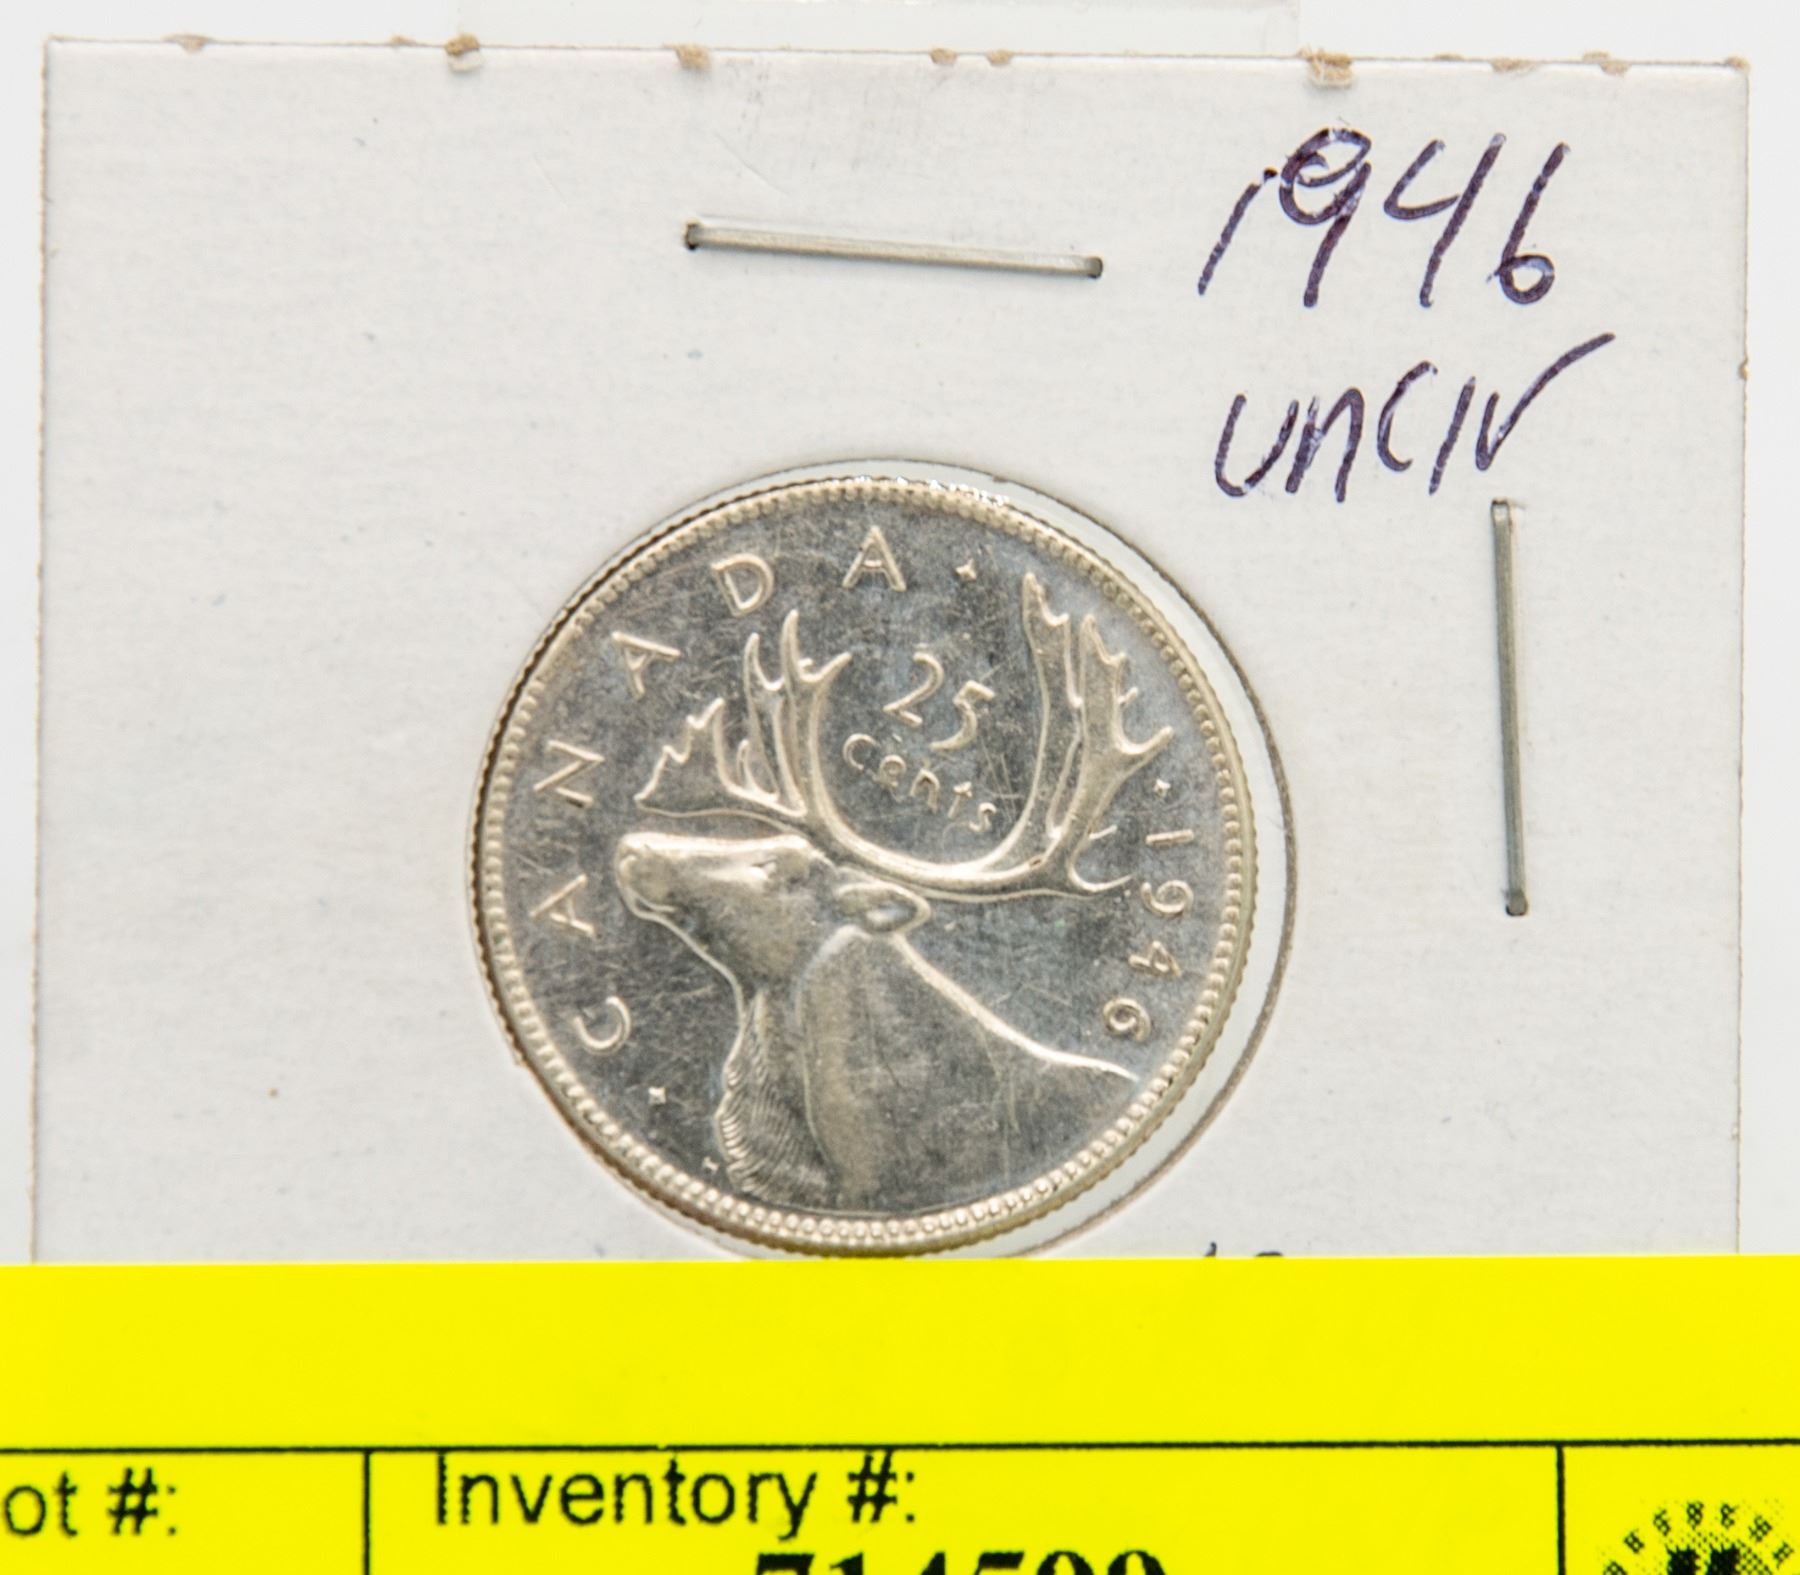 1946
UNCIV
CANADA
25
cents
1946
ot #:
Inventory #: